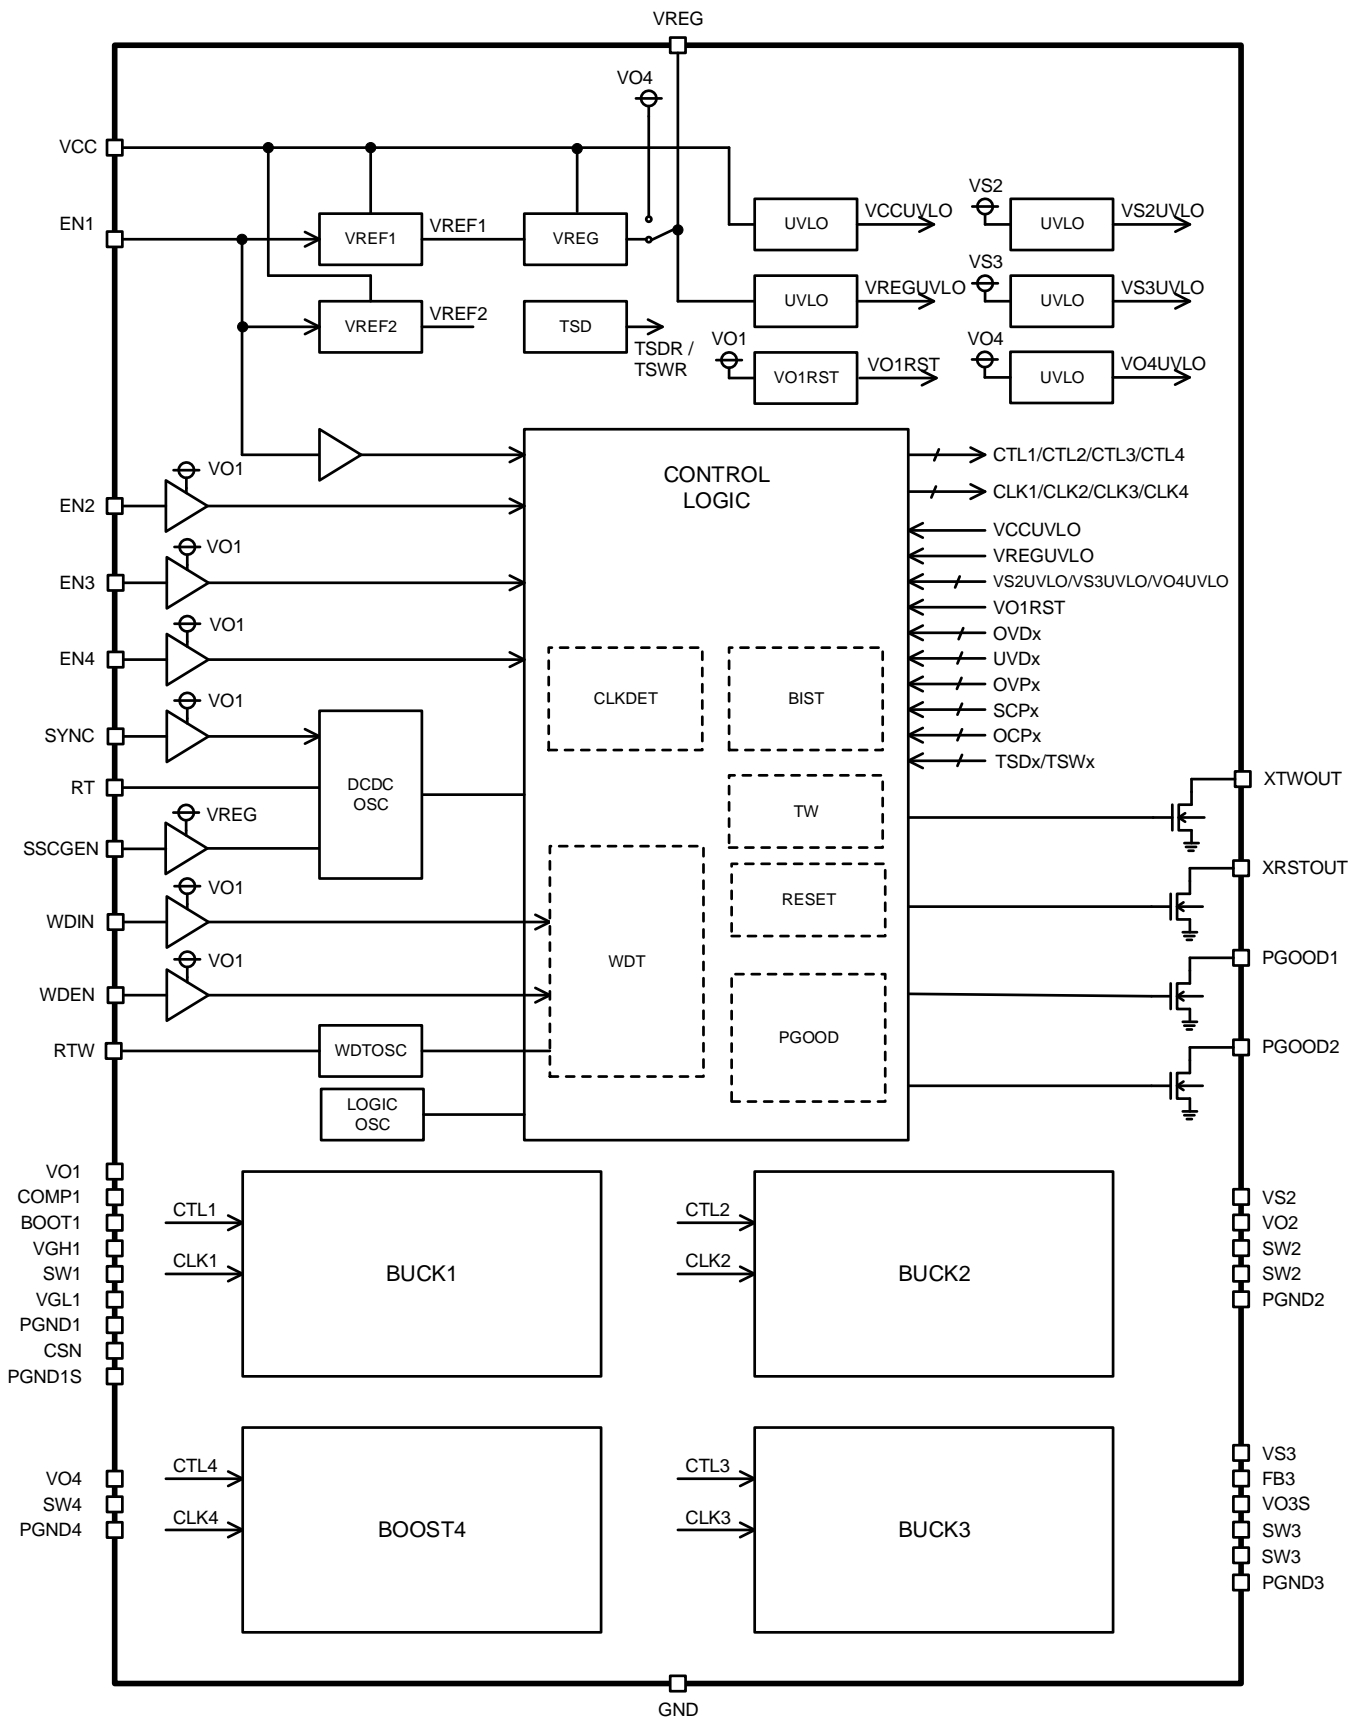 VREG
VO4
VCC
EN1
VREF1
VREF1
VREG
UVLO
VCCUVLO
VS2
UVLO
VS2UVLO
VREF2
VREF2
TSD
TSDR /
TSWR
UVLO
VREGUVLO
VS3
UVLO
VS3UVLO
VO1
VO1RST
VO1RST
VO4
UVLO
VO4UVLO
CONTROL
LOGIC
CTL1/CTL2/CTL3/CTL4
CLK1/CLK2/CLK3/CLK4
VCCUVLO
VREGUVLO
VS2UVLO/VS3UVLO/VO4UVLO
VO1RST
OVDx
UVDx
OVPx
SCPx
OCPx
TSDx/TSWx
VO1
EN2
VO1
EN3
VO1
EN4
VO1
SYNC
RT
VREG
SSCGEN
DCDC
OSC
VO1
WDIN
VO1
WDEN
RTW
WDTOSC
LOGIC
OSC
CLKDET
BIST
TW
RESET
WDT
PGOOD
XTWOUT
XRSTOUT
PGOOD1
PGOOD2
VO1
COMP1
BOOT1
VGH1
SW1
VGL1
PGND1
CSN
PGND1S
CTL1
CLK1
BUCK1
CTL2
CLK2
BUCK2
VS2
VO2
SW2
SW2
PGND2
VO4
SW4
PGND4
CTL4
CLK4
BOOST4
CTL3
CLK3
BUCK3
VS3
FB3
VO3S
SW3
SW3
PGND3
GND